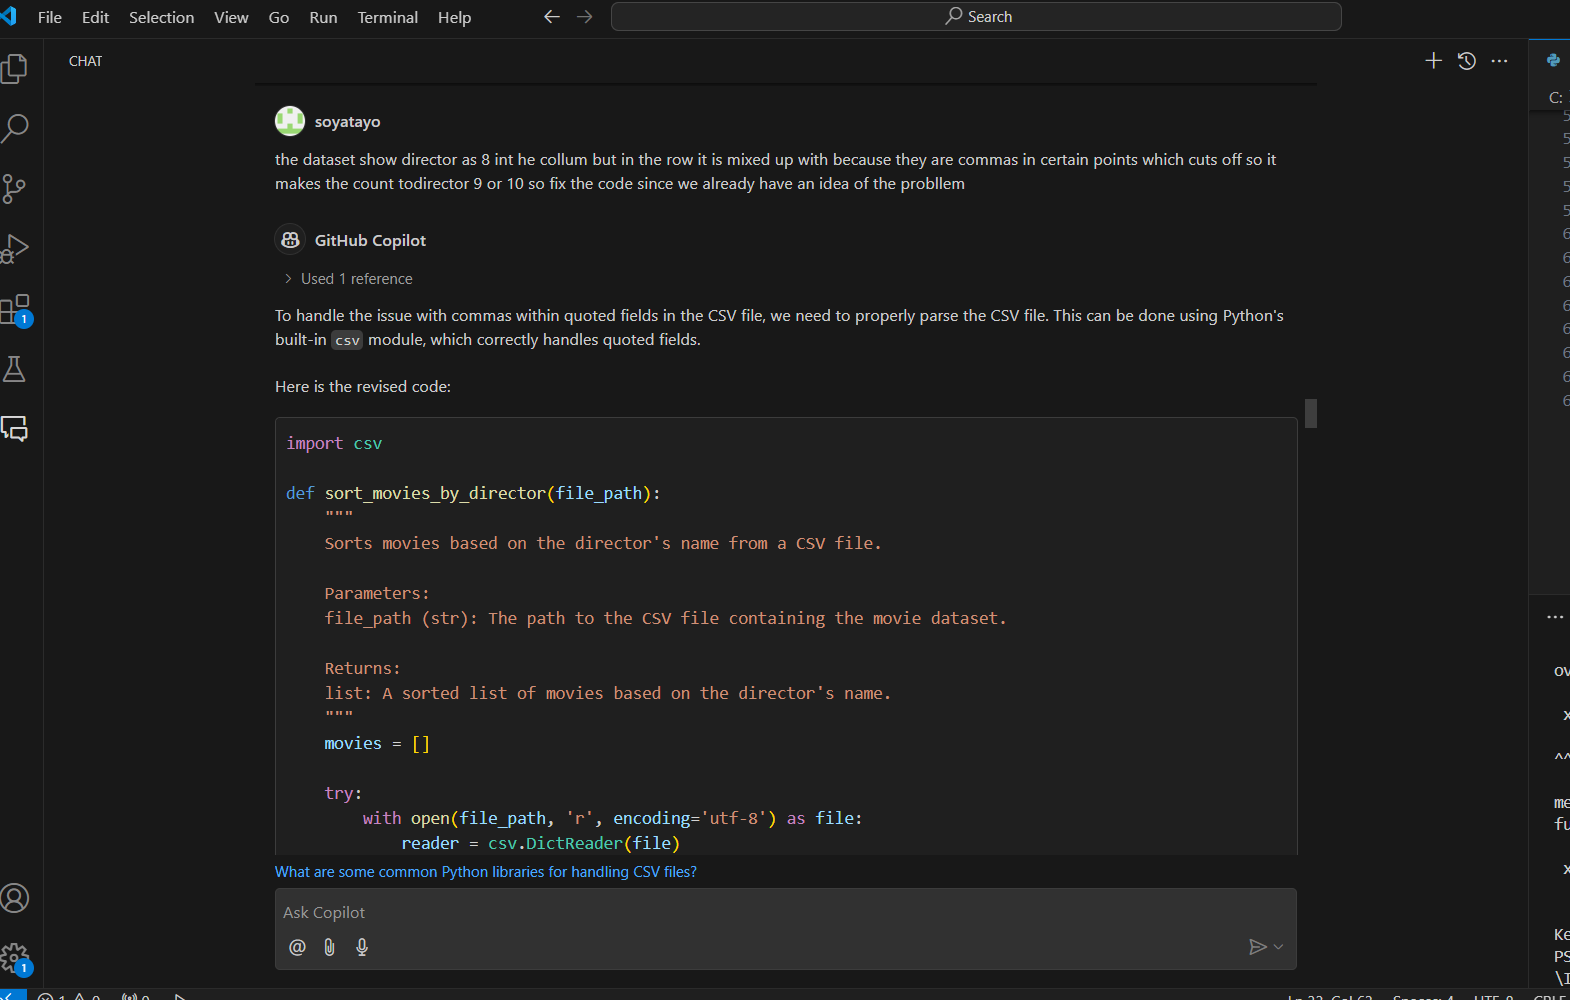 File Edit Selection View Go Run Terminal Help
Search
CHAT
C:
soyatayo
the dataset show director as 8 int he collum but in the row it is mixed up with because they are commas in certain points which cuts off so it
makes the count todirector 9 or 10 so fix the code since we already have an idea of the probllem
GitHub Copilot
Used 1 reference
To handle the issue with commas within quoted fields in the CSV file, we need to properly parse the CSV file. This can be done using Python's
built-in csv module, which correctly handles quoted fields.
Here is the revised code:
import csv
def sort_movies_by_director(file_path):
"""
Sorts movies based on the director's name from a CSV file.
Parameters:
file_path (str): The path to the CSV file containing the movie dataset.
Returns:
list: A sorted list of movies based on the director's name.
"""
movies = []
try:
with open(file_path, 'r', encoding='utf-8') as file:
reader = csv.DictReader(file)
What are some common Python libraries for handling CSV files?
Ask Copilot
1
1